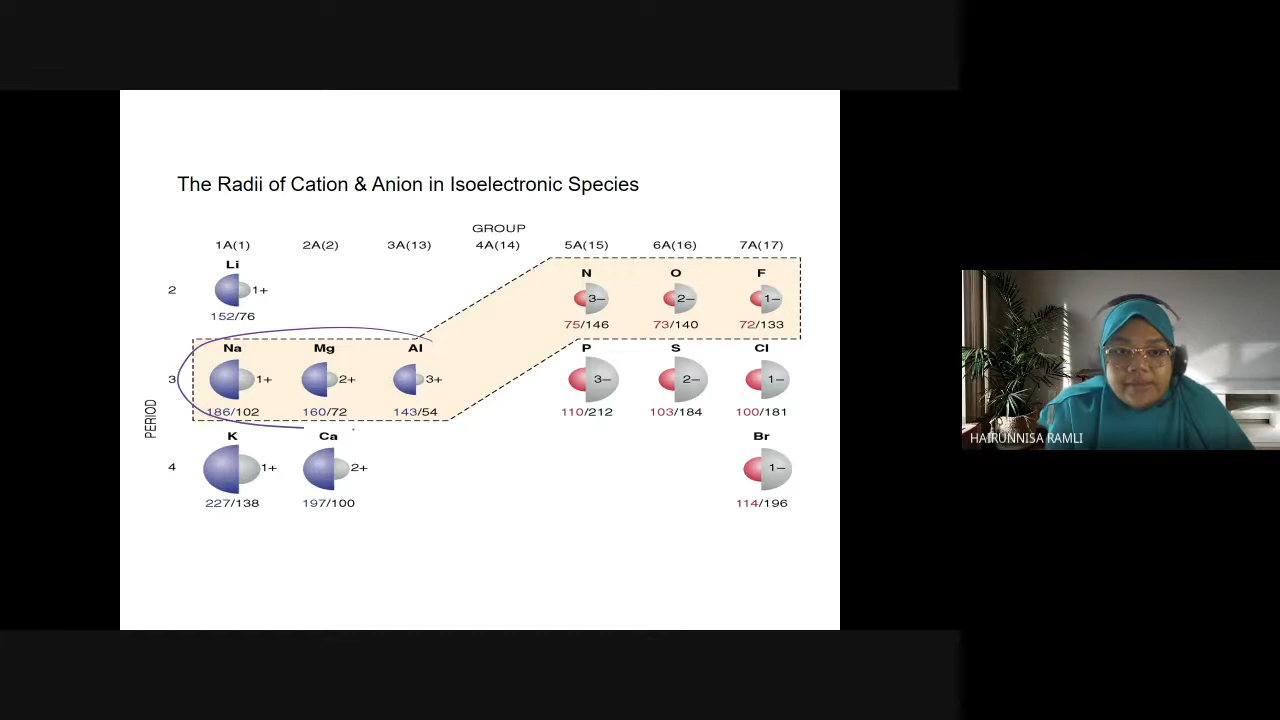 The Radii of Cation & Anion in Isoelectronic Species
GROUP
1A(1) 2A(2) 3A(13) 4A(14) 5A(15) 6A(16) 7A(17)
Li N O F
2 1+ 3– 2– 1–
152/76 75/146 73/140 72/133
Na Mg Al P S Cl
3 1+ 2+ 3+ 3– 2– 1–
186/102 160/72 143/54 110/212 103/184 100/181
PERIOD
K Ca Br
4 1+ 2+ 1–
227/138 197/100 114/196
HAIRUNNISA RAMLI